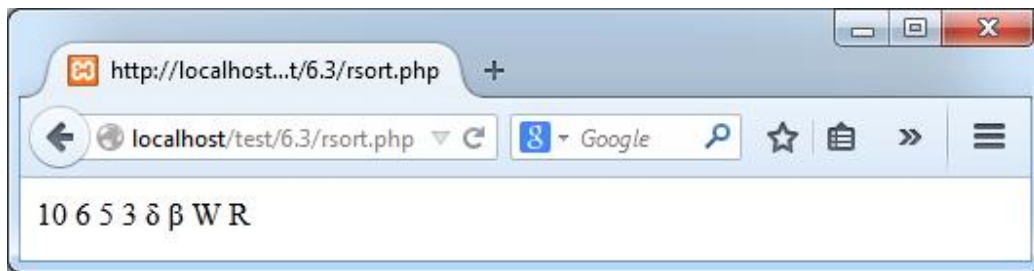 http://localhost...t/6.3/rsort.php
localhost/test/6.3/rsort.php
Google
10 6 5 3 δ β W R